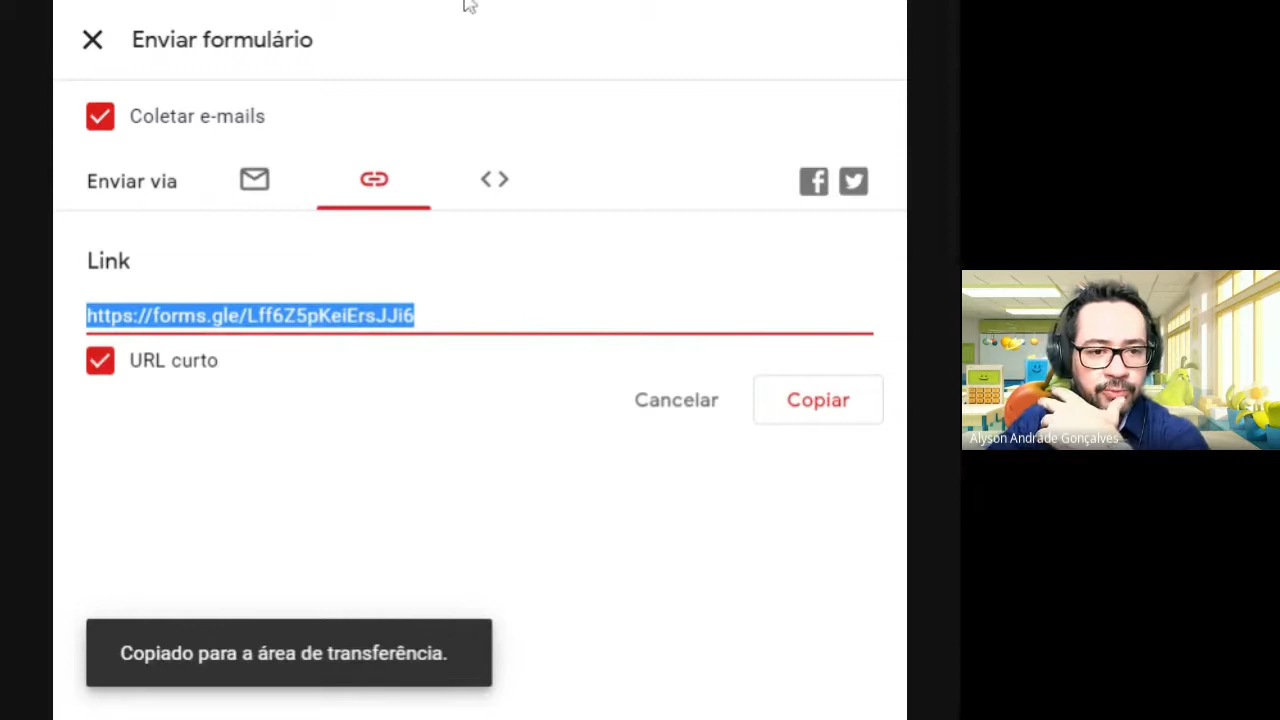 Enviar formulário
Coletar e-mails
Enviar via
Link
https://forms.gle/Lff6Z5pKeiErsJJi6
URL curto
Cancelar
Copiar
Alyson Andrade Gonçalves
Copiado para a área de transferência.